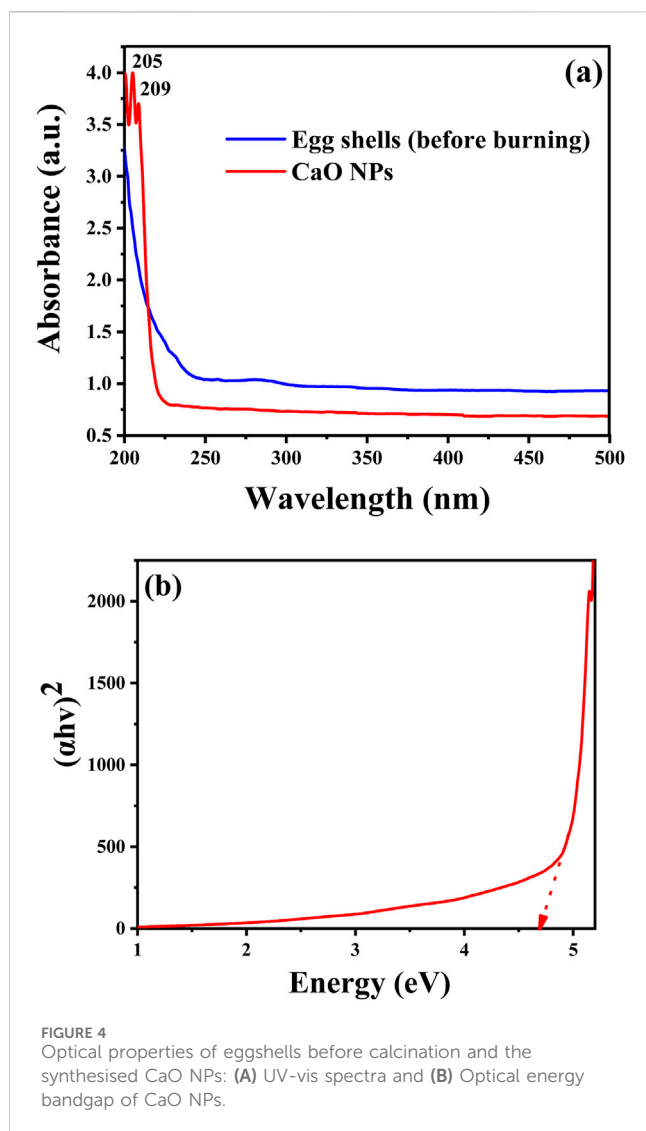 205
209
(a)
Egg shells (before burning)
CaO NPs
4.0
3.5
3.0
2.5
2.0
1.5
1.0
0.5
Absorbance (a.u.)
200 250 300 350 400 450 500
Wavelength (nm)
(b)
2000
1500
1000
500
0
(αhν)2
1 2 3 4 5
Energy (eV)
FIGURE 4
Optical properties of eggshells before calcination and the
synthesised CaO NPs: (A) UV-vis spectra and (B) Optical energy
bandgap of CaO NPs.